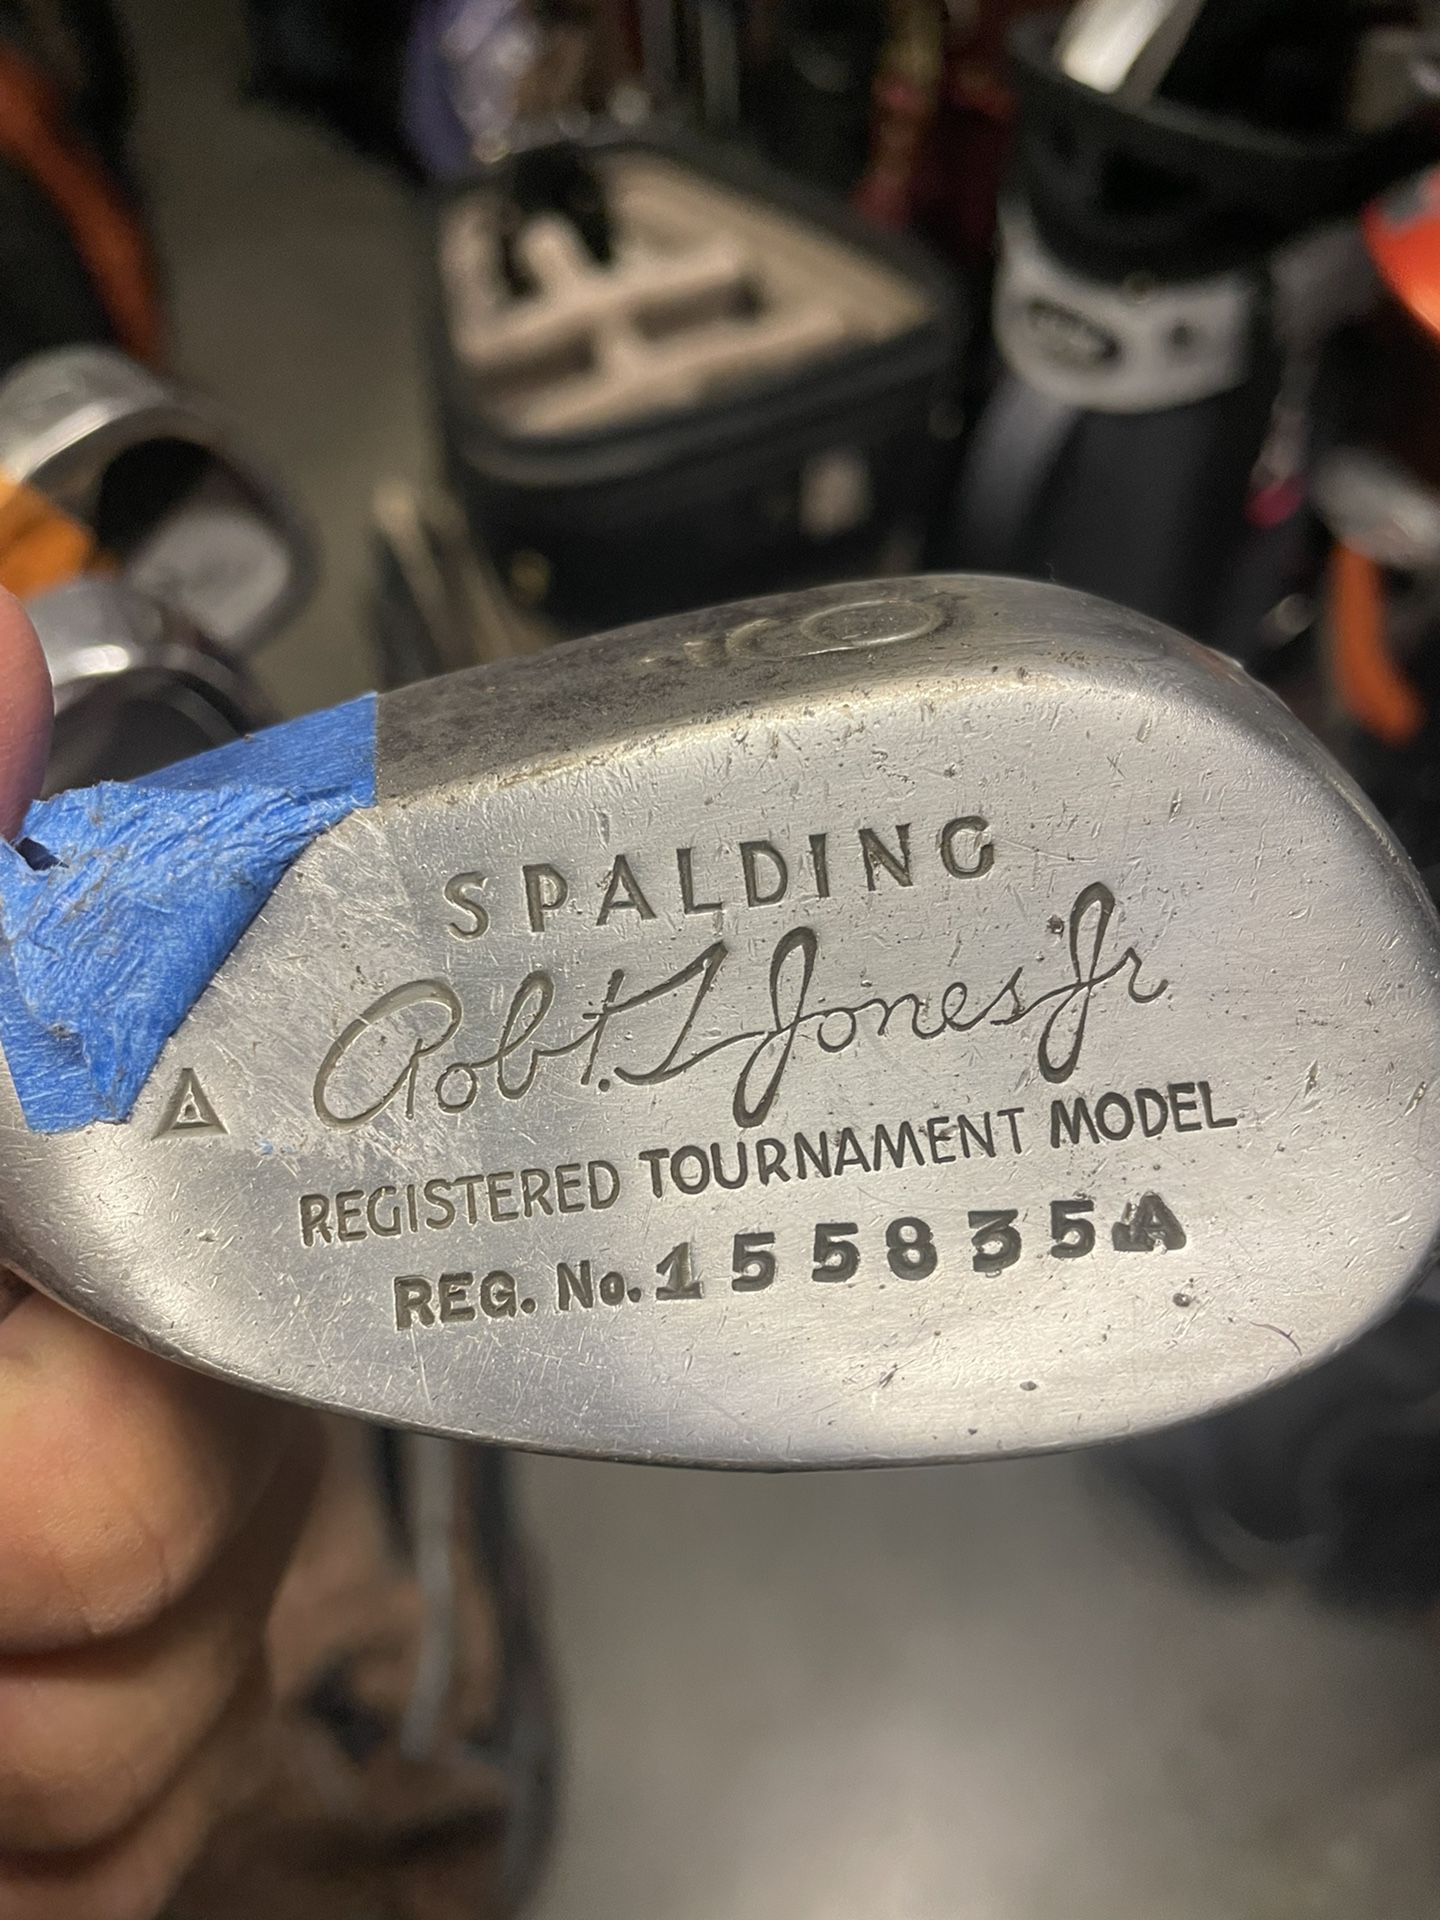 SPALDING
Robt. T. Jones Jr
REGISTERED TOURNAMENT MODEL
REG. No. 155835A